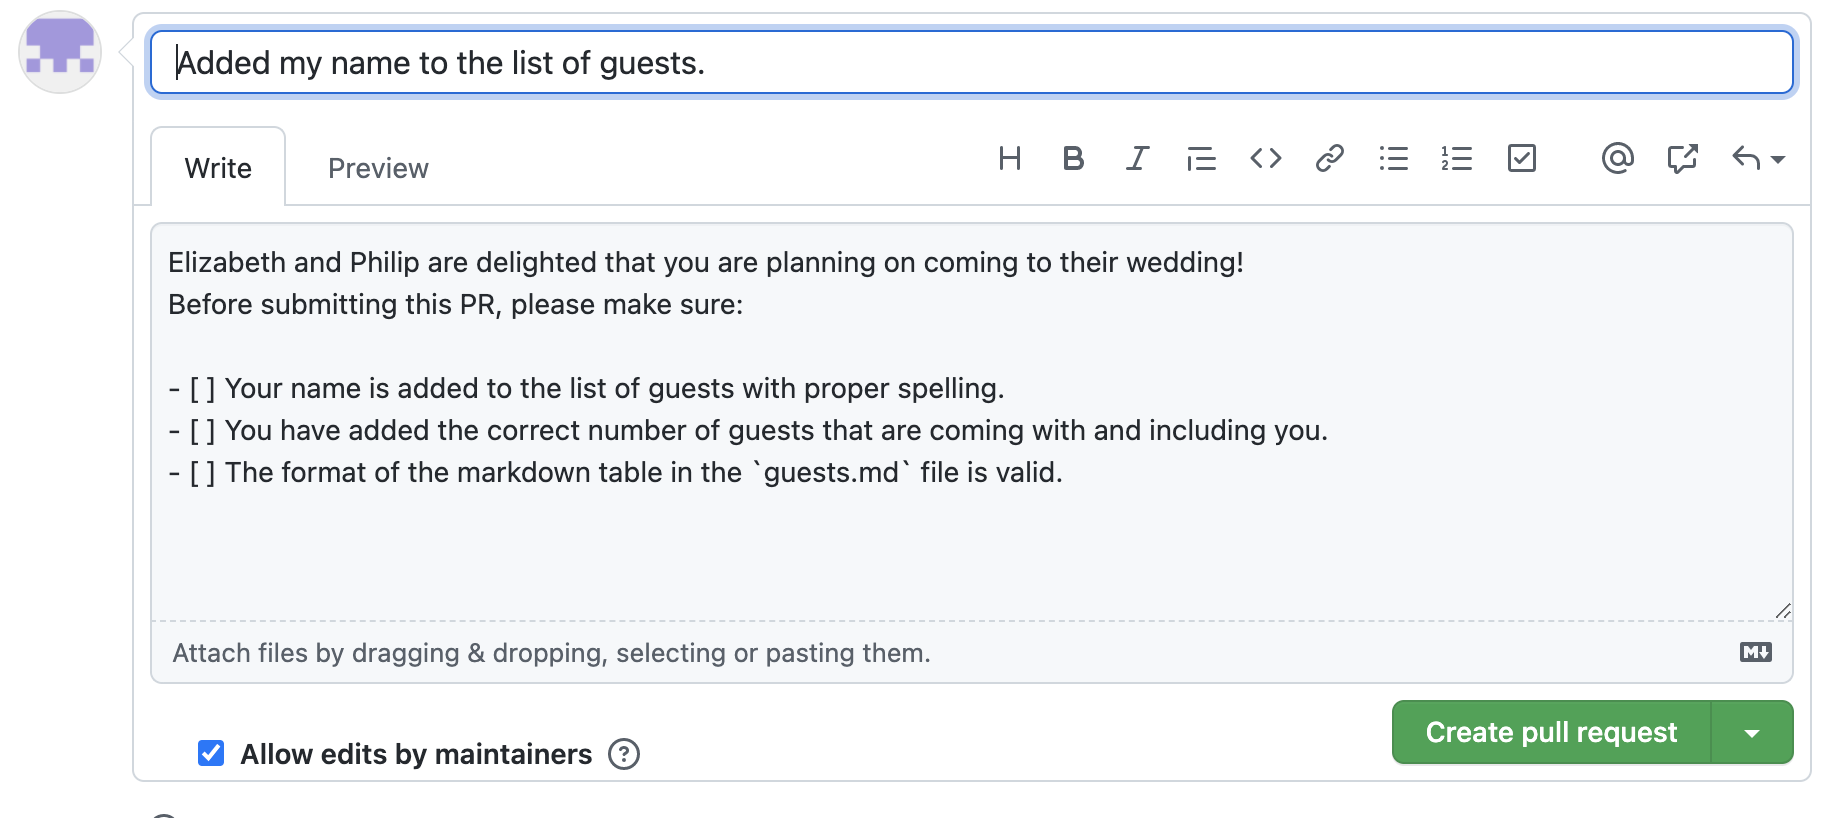 Added my name to the list of guests.
Write
Preview
Elizabeth and Philip are delighted that you are planning on coming to their wedding!
Before submitting this PR, please make sure:
- [ ] Your name is added to the list of guests with proper spelling.
- [ ] You have added the correct number of guests that are coming with and including you.
- [ ] The format of the markdown table in the `guests.md` file is valid.
Attach files by dragging & dropping, selecting or pasting them.
Allow edits by maintainers
Create pull request